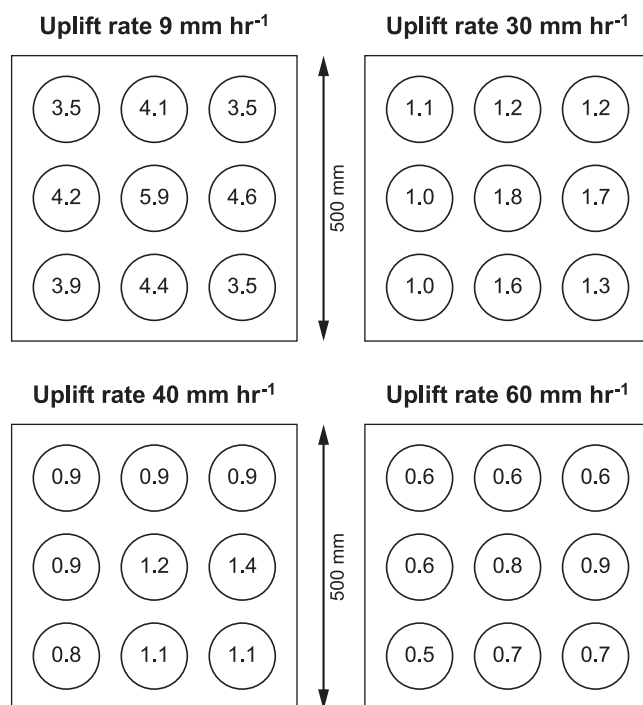 Uplift rate 9 mm hr-1 Uplift rate 30 mm hr-1
3.5 4.1 3.5 1.1 1.2 1.2
4.2 5.9 4.6 500 mm 1.0 1.8 1.7
3.9 4.4 3.5 1.0 1.6 1.3
Uplift rate 40 mm hr-1 Uplift rate 60 mm hr-1
0.9 0.9 0.9 0.6 0.6 0.6
0.9 1.2 1.4 500 mm 0.6 0.8 0.9
0.8 1.1 1.1 0.5 0.7 0.7